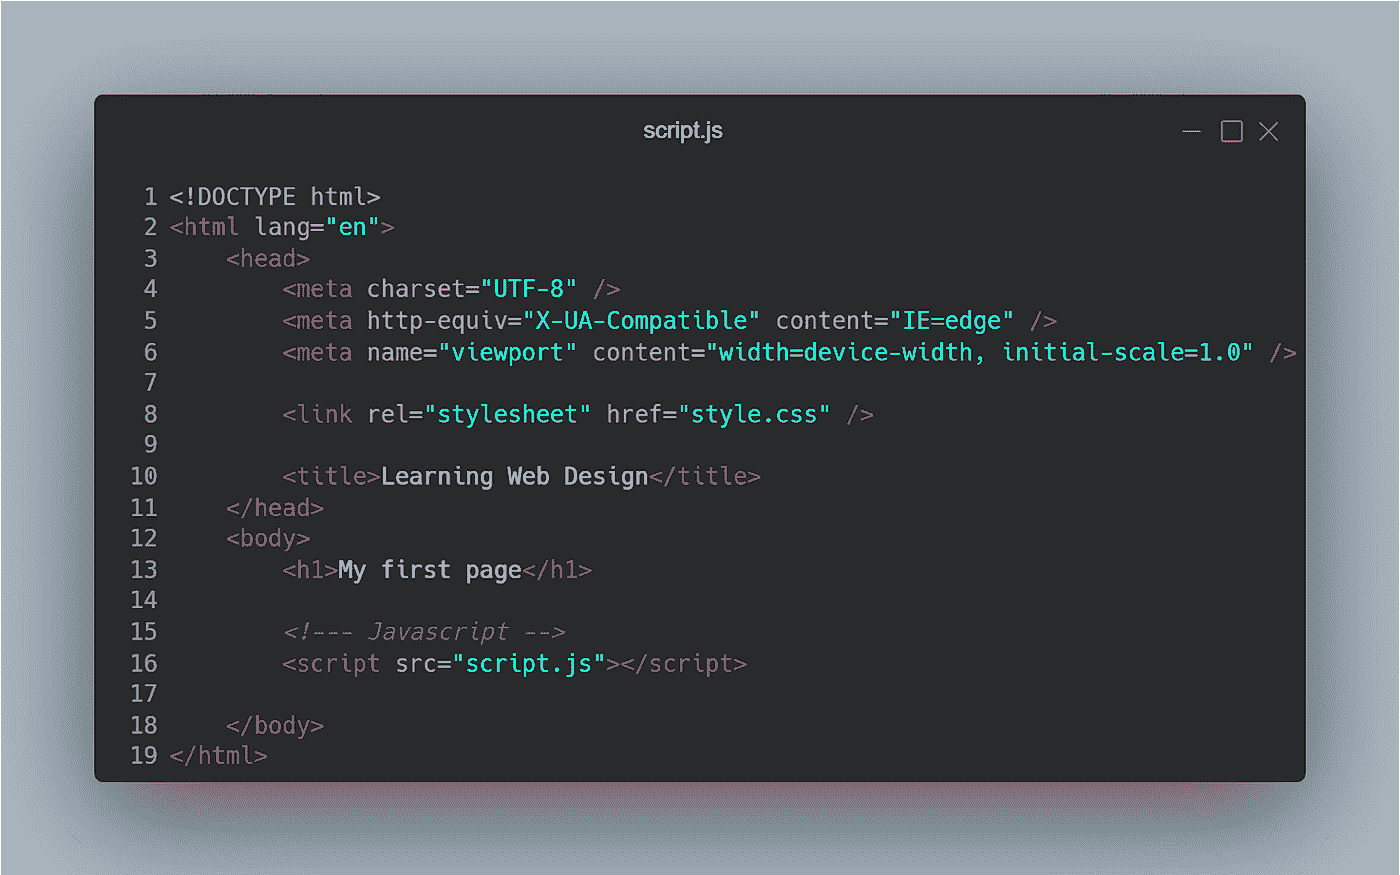 script.js
1 <!DOCTYPE html>
2 <html lang="en">
3     <head>
4         <meta charset="UTF-8" />
5         <meta http-equiv="X-UA-Compatible" content="IE=edge" />
6         <meta name="viewport" content="width=device-width, initial-scale=1.0" />
7
8         <link rel="stylesheet" href="style.css" />
9
10         <title>Learning Web Design</title>
11     </head>
12     <body>
13         <h1>My first page</h1>
14
15         <!--- Javascript -->
16         <script src="script.js"></script>
17
18     </body>
19 </html>